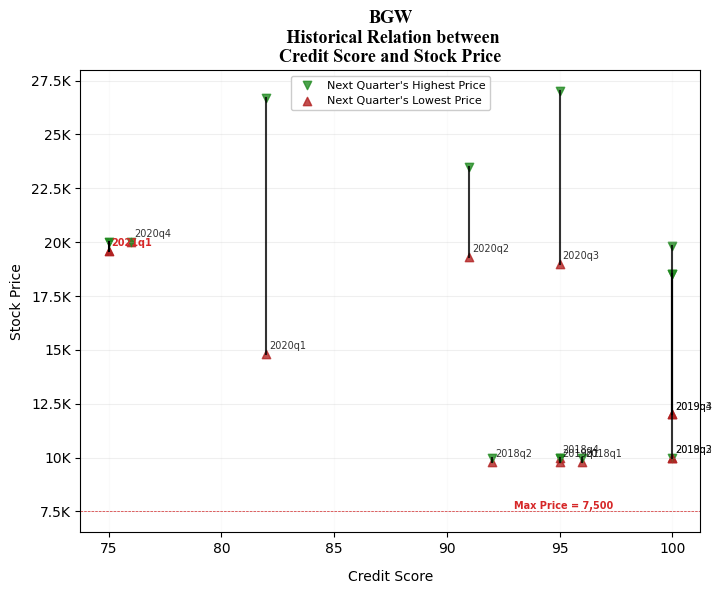 BGW
Historical Relation between
Credit Score and Stock Price
Next Quarter's Highest Price
Next Quarter's Lowest Price
27.5K
25K
22.5K
20K
17.5K
15K
12.5K
10K
7.5K
Stock Price
2020q4
2021q1
2020q2
2020q3
2020q1
2018q2
2018q4
2018q1
Max Price = 7,500
75
80
85
90
95
100
Credit Score